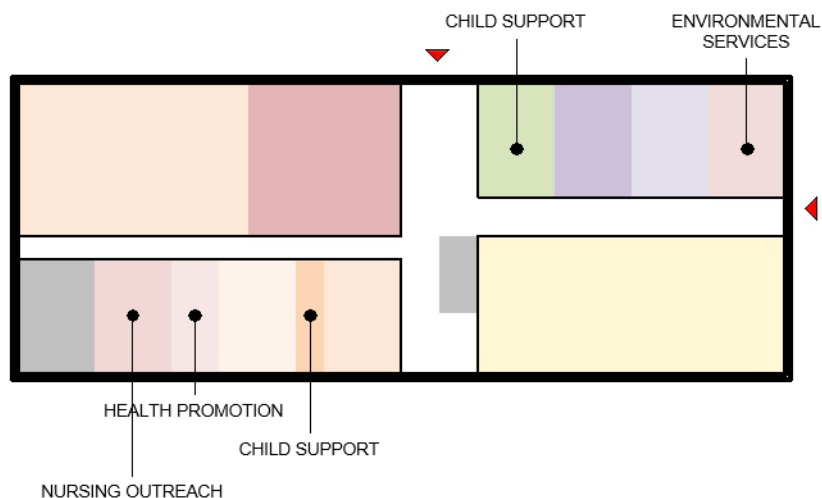 CHILD SUPPORT
ENVIRONMENTAL
SERVICES
HEALTH PROMOTION
CHILD SUPPORT
NURSING OUTREACH